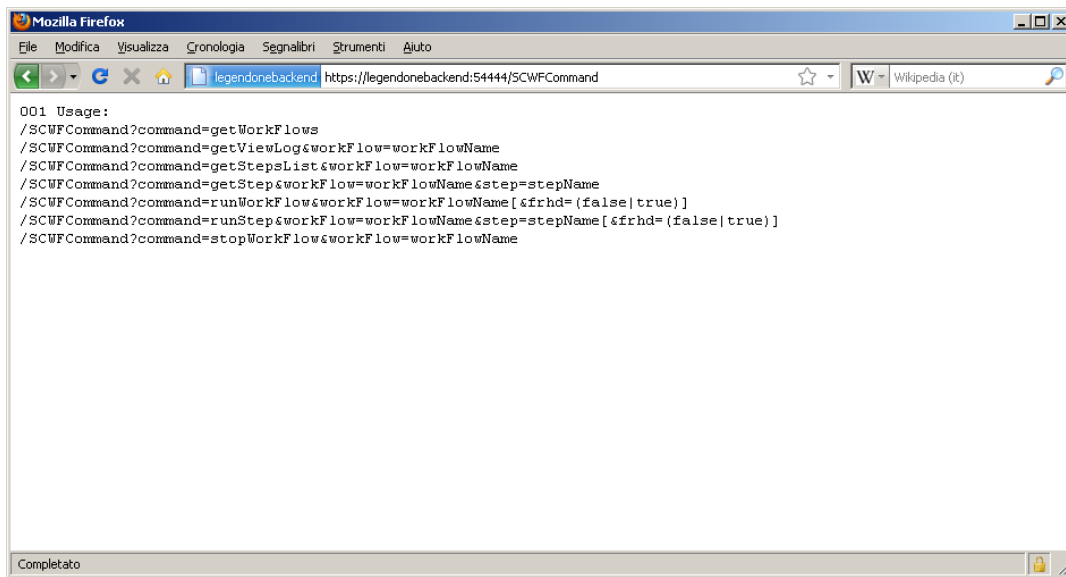 Mozilla Firefox
File Modifica Visualizza Cronologia Segnalibri Strumenti Aiuto
legendonebackend https://legendonebackend:54444/SCWFCommand W Wikipedia (it)
001 Usage:
/SCWFCommand?command=getWorkFlows
/SCWFCommand?command=getViewLog&workFlow=workFlowName
/SCWFCommand?command=getStepsList&workFlow=workFlowName
/SCWFCommand?command=getStep&workFlow=workFlowName&step=stepName
/SCWFCommand?command=runWorkFlow&workFlow=workFlowName[&frhd=(false|true)]
/SCWFCommand?command=runStep&workFlow=workFlowName&step=stepName[&frhd=(false|true)]
/SCWFCommand?command=stopWorkFlow&workFlow=workFlowName
Completato